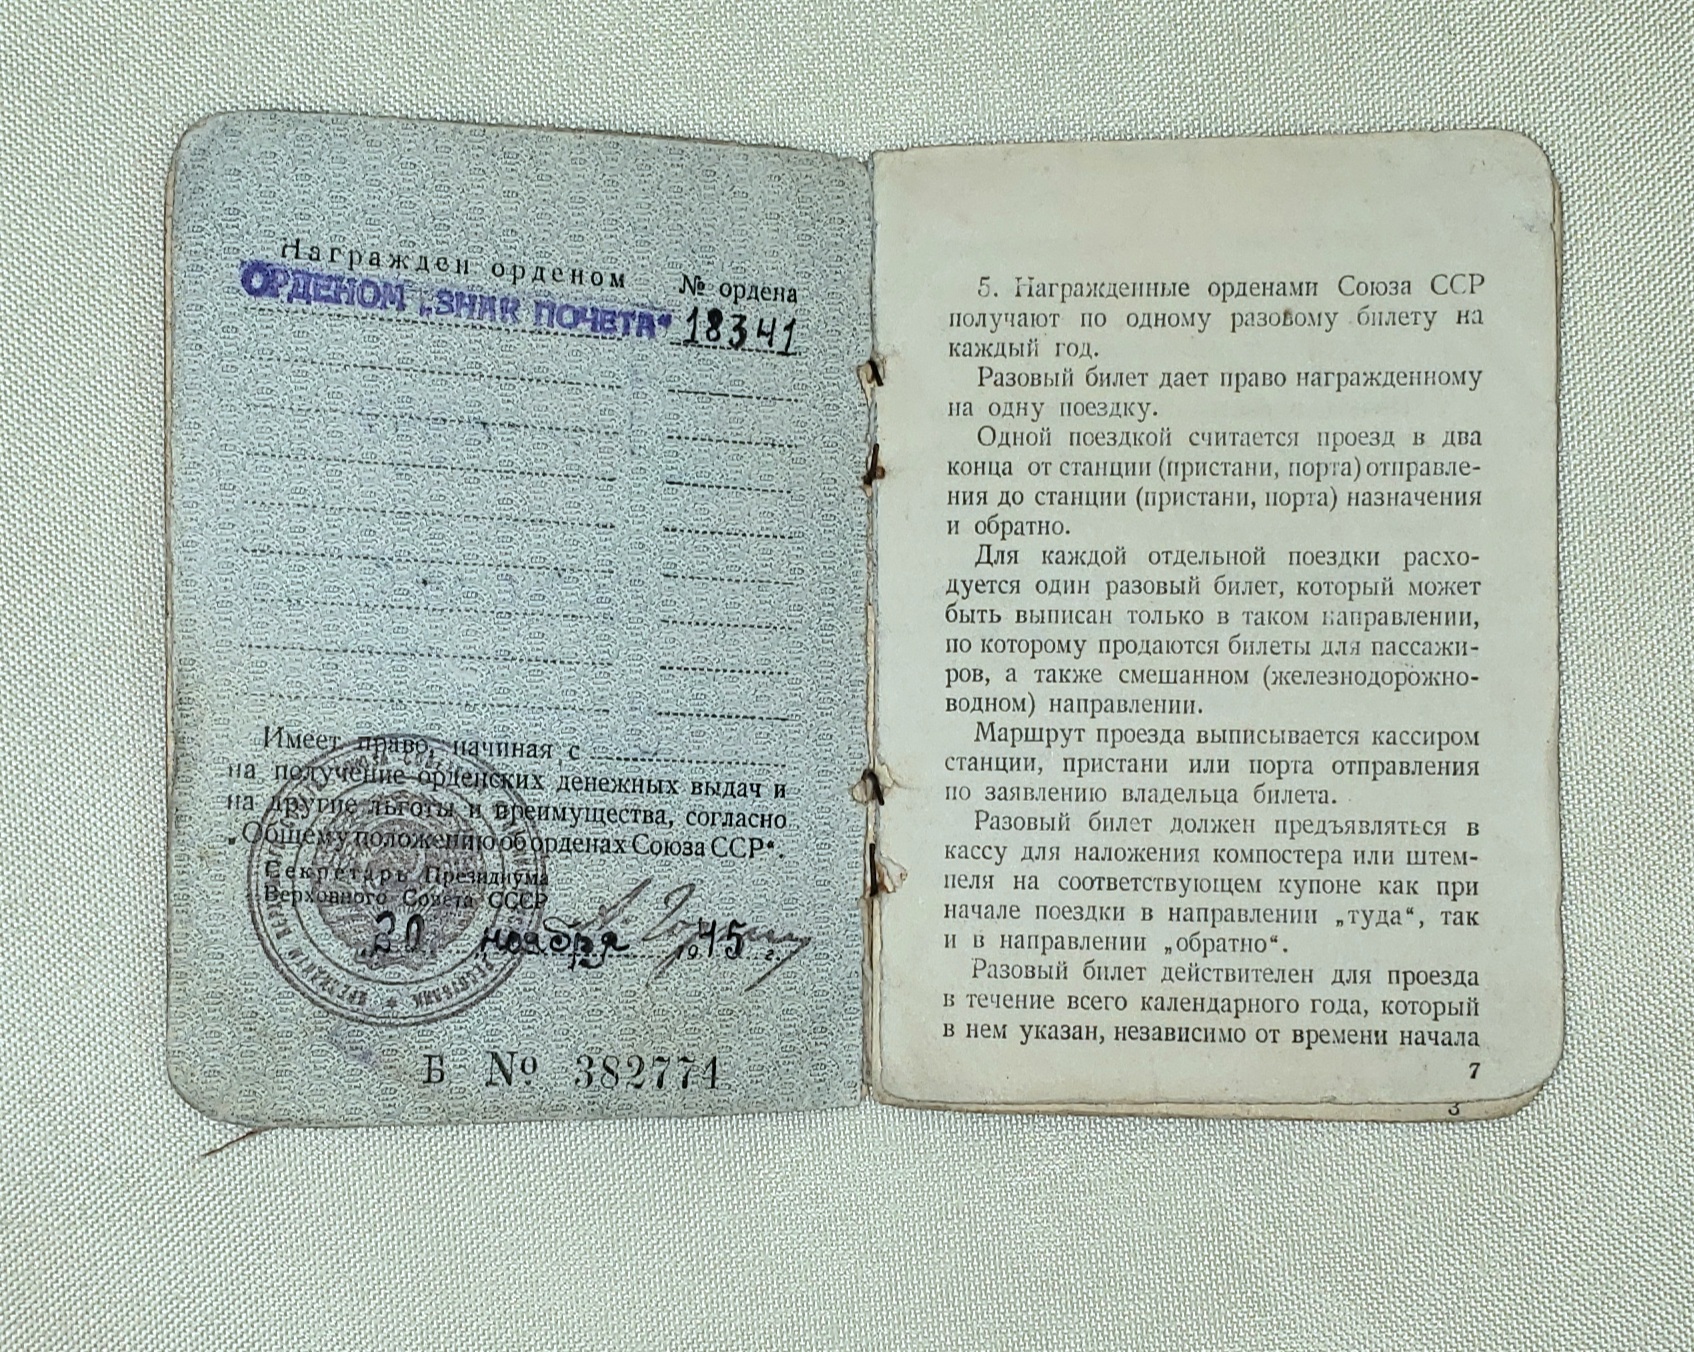 Награжден орденом № ордена
ОРДЕНОМ „ЗНАК ПОЧЕТА“ 18341
Имеет право, начиная с
на получение орденских денежных выдач и
на другие льготы и преимущества, согласно
„Общему положению об орденах Союза ССР“.
Секретарь Президиума
Верховного Совета СССР
20 ноября 1945 г.
Б № 382774
5. Награжденные орденами Союза ССР
получают по одному разовому билету на
каждый год.
Разовый билет дает право награжденному
на одну поездку.
Одной поездкой считается проезд в два
конца от станции (пристани, порта) отправле-
ния до станции (пристани, порта) назначения
и обратно.
Для каждой отдельной поездки расхо-
дуется один разовый билет, который может
быть выписан только в таком направлении,
по которому продаются билеты для пассажи-
ров, а также смешанном (железнодорожно-
водном) направлении.
Маршрут проезда выписывается кассиром
станции, пристани или порта отправления
по заявлению владельца билета.
Разовый билет должен предъявляться в
кассу для наложения компостера или штем-
пеля на соответствующем купоне как при
начале поездки в направлении „туда“, так
и в направлении „обратно“.
Разовый билет действителен для проезда
в течение всего календарного года, который
в нем указан, независимо от времени начала
7
3